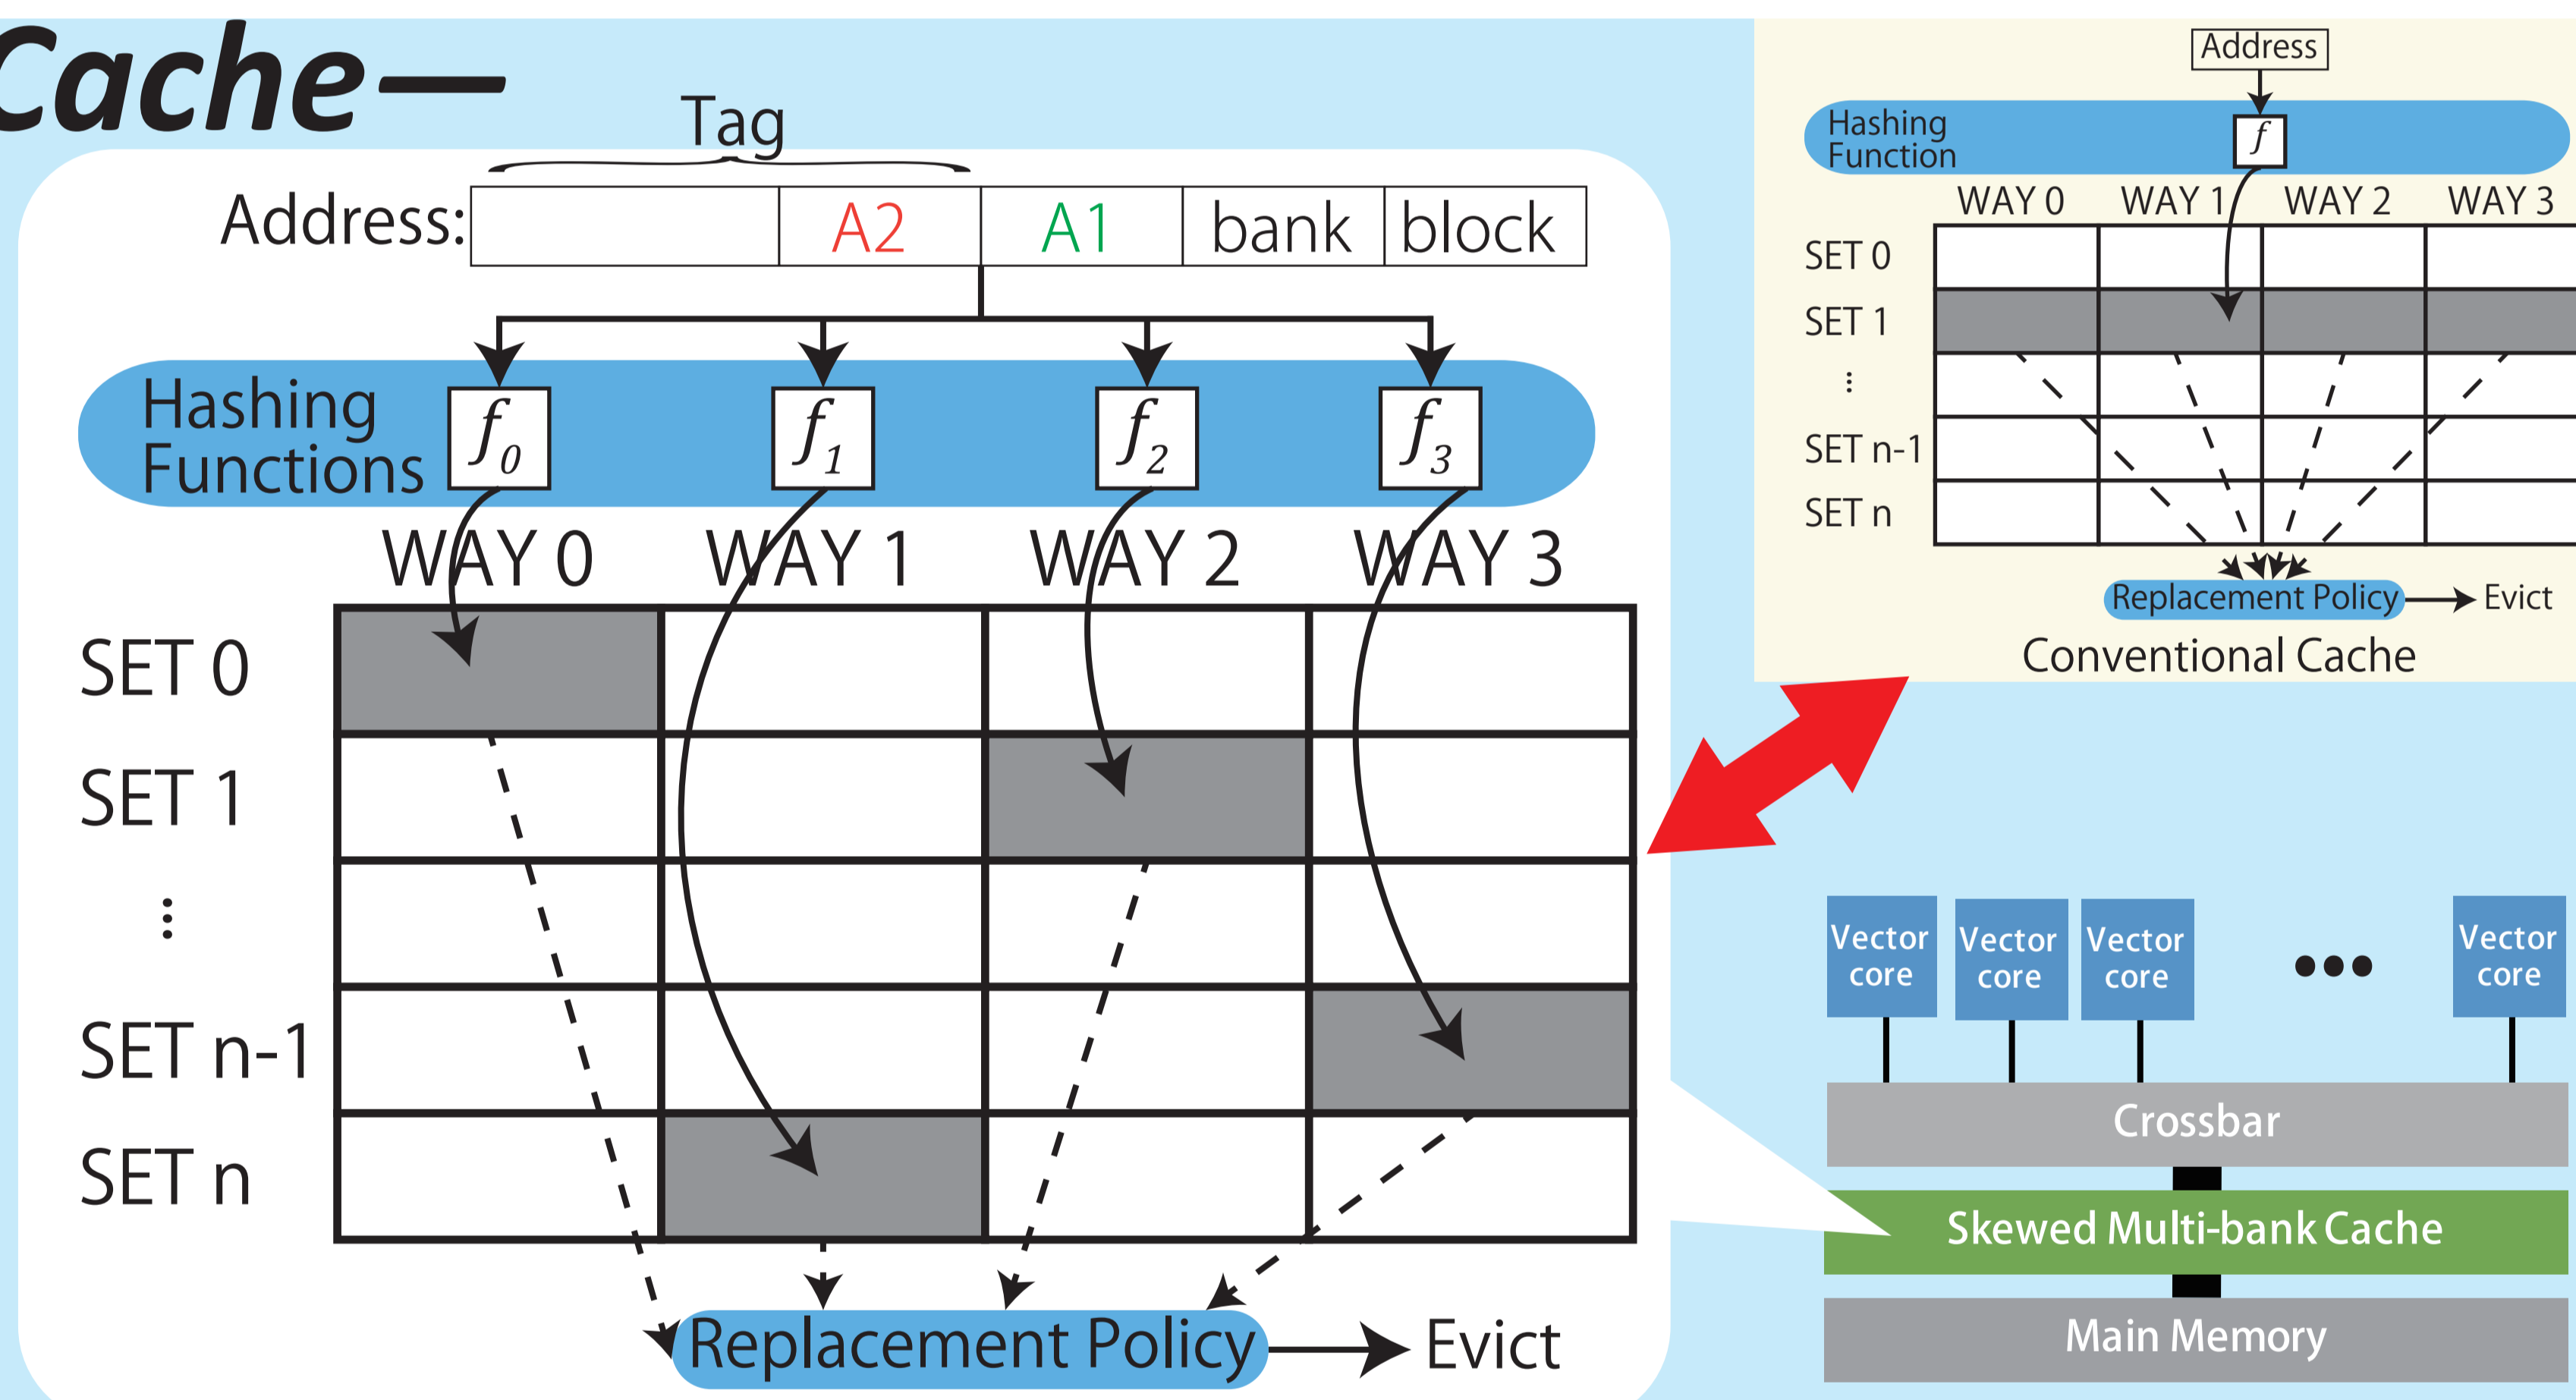 Cache—
Tag
Address:
A2 A1 bank block
Hashing
Functions
f0 f1 f2 f3
WAY 0 WAY 1 WAY 2 WAY 3
SET 0
SET 1
⋮
SET n-1
SET n
Replacement Policy Evict
Address
Hashing
Function
f
WAY 0 WAY 1 WAY 2 WAY 3
SET 0
SET 1
⋮
SET n-1
SET n
Replacement Policy Evict
Conventional Cache
Vector
core
Vector
core
Vector
core
•••
Vector
core
Crossbar
Skewed Multi-bank Cache
Main Memory